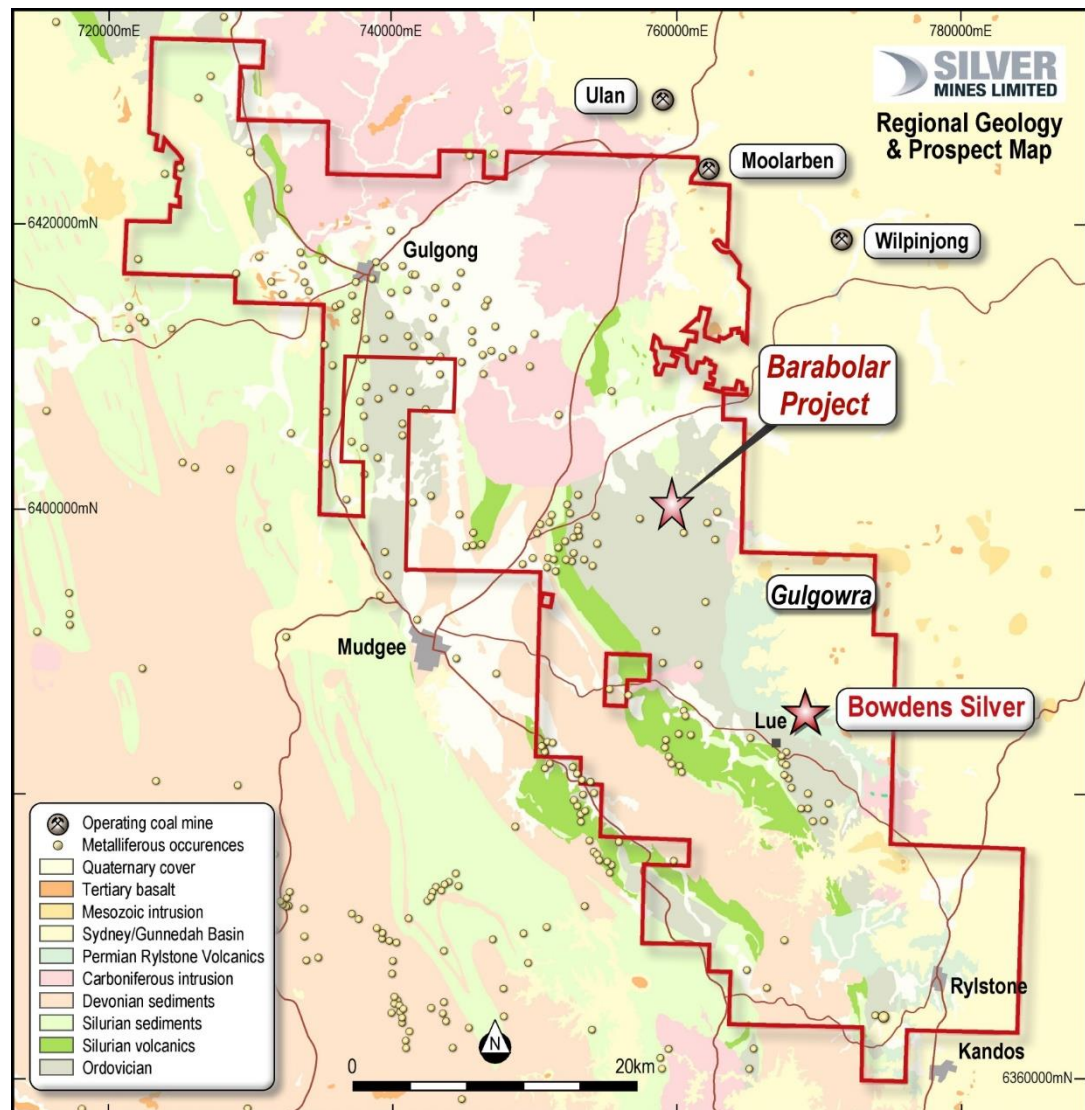 720000mE
740000mE
760000mE
780000mE
SILVER
MINES LIMITED
Regional Geology
& Prospect Map
Ulan
Moolarben
6420000mN
Wilpinjong
Gulgong
Barabolar
Project
6400000mN
Gulgowra
Mudgee
Lue
Bowdens Silver
Operating coal mine
Metalliferous occurences
Quaternary cover
Tertiary basalt
Mesozoic intrusion
Sydney/Gunnedah Basin
Permian Rylstone Volcanics
Carboniferous intrusion
Devonian sediments
Silurian sediments
Silurian volcanics
Ordovician
Rylstone
N
Kandos
0
20km
6360000mN